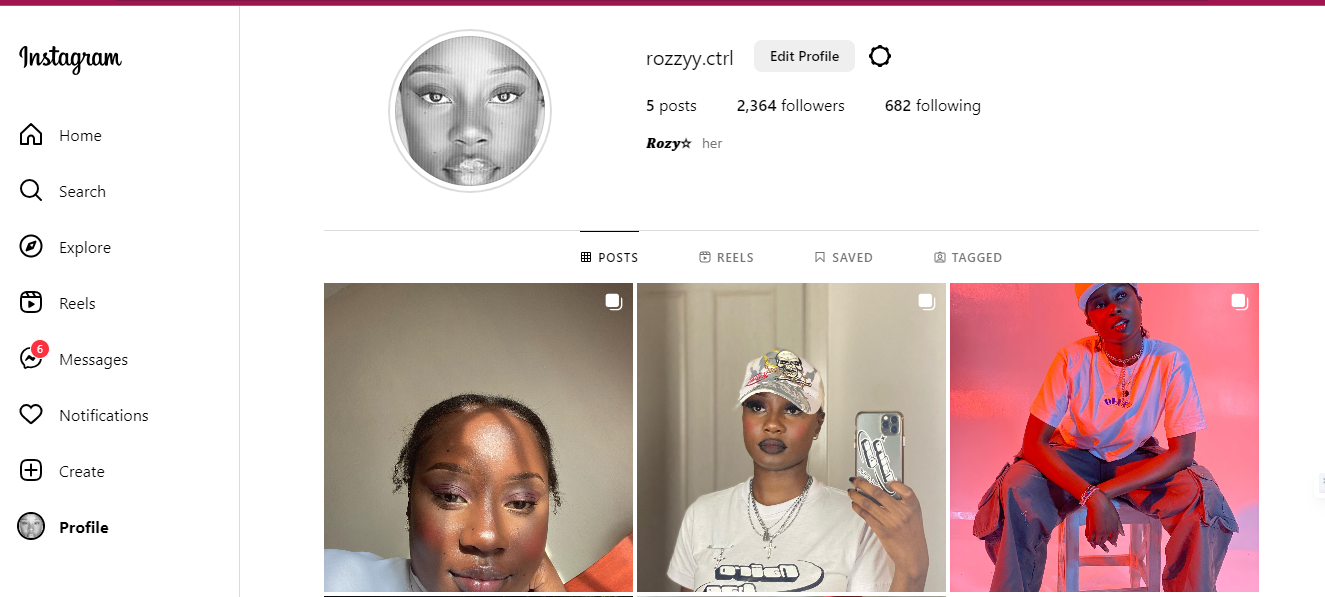 Instagram
Home
Search
Explore
Reels
6
Messages
Notifications
Create
Profile
rozzyy.ctrl Edit Profile
5 posts 2,364 followers 682 following
Rozy☆ her
POSTS REELS SAVED TAGGED